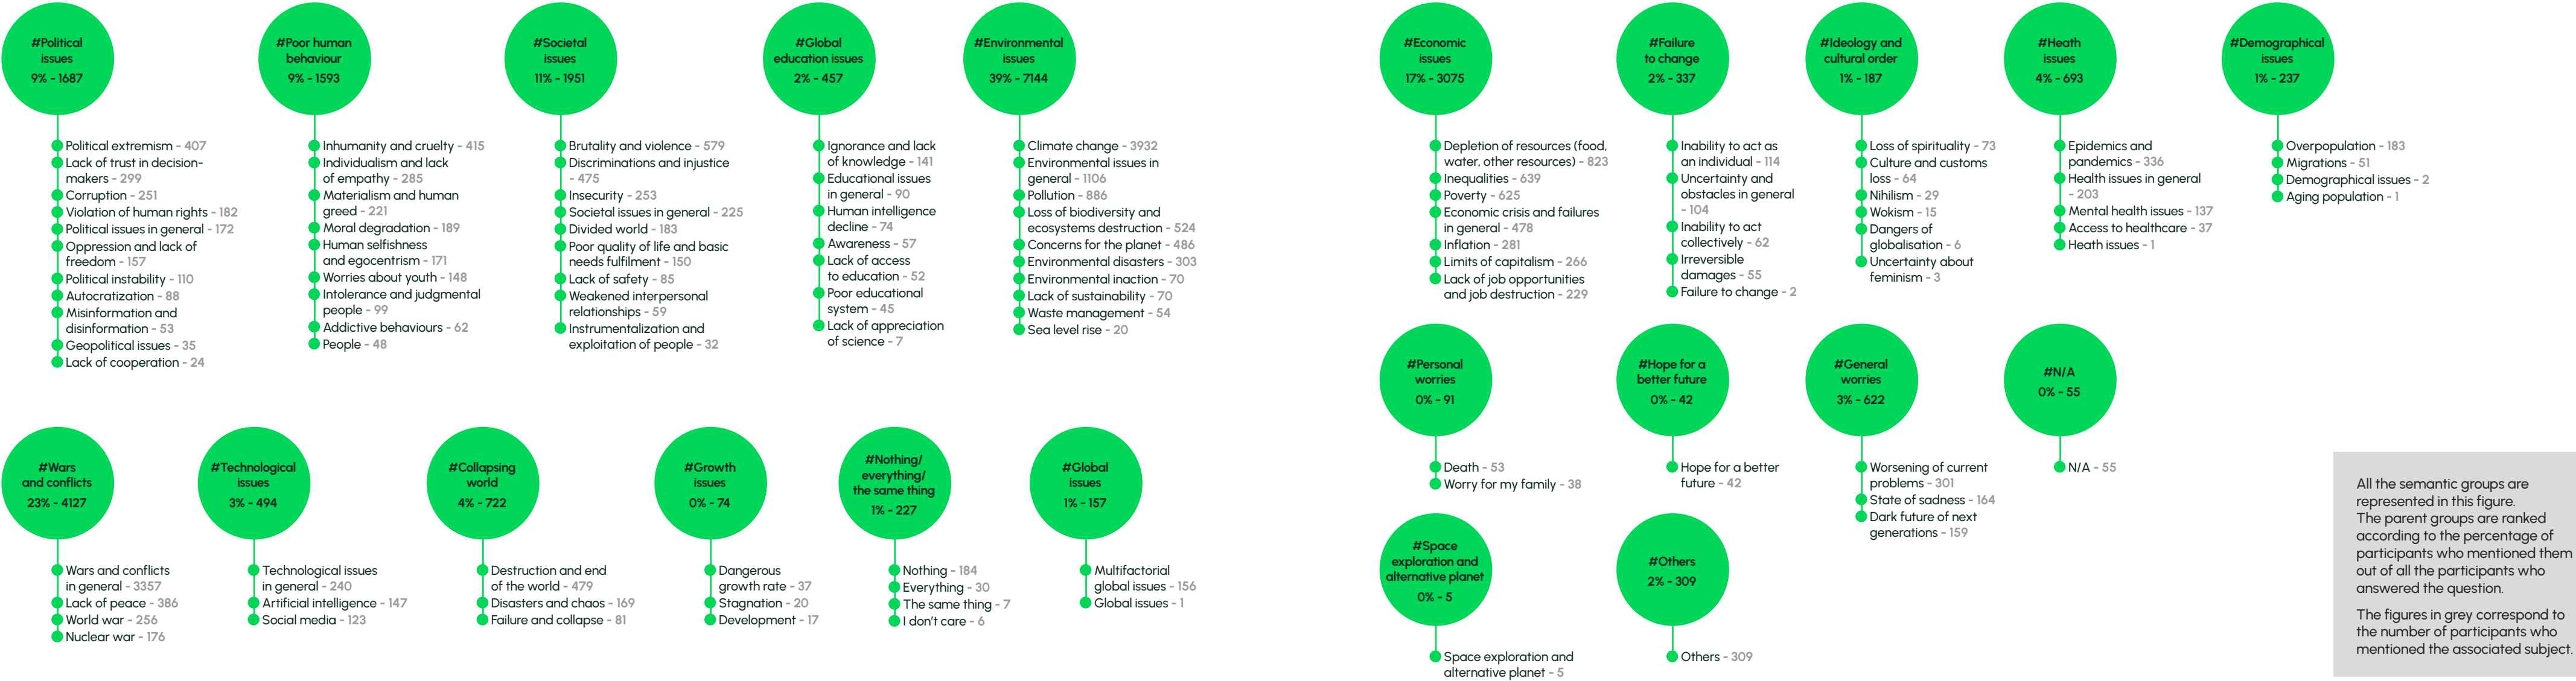 #Political
issues
9% - 1687
Political extremism - 407
Lack of trust in decision-
makers - 299
Corruption - 251
Violation of human rights - 182
Political issues in general - 172
Oppression and lack of
freedom - 157
Political instability - 110
Autocratization - 88
Misinformation and
disinformation - 53
Geopolitical issues - 35
Lack of cooperation - 24
#Poor human
behaviour
9% - 1593
Inhumanity and cruelty - 415
Individualism and lack
of empathy - 285
Materialism and human
greed - 221
Moral degradation - 189
Human selfishness
and egocentrism - 171
Worries about youth - 148
Intolerance and judgmental
people - 99
Addictive behaviours - 62
People - 48
#Societal
issues
11% - 1951
Brutality and violence - 579
Discriminations and injustice
- 475
Insecurity - 253
Societal issues in general - 225
Divided world - 183
Poor quality of life and basic
needs fulfilment - 150
Lack of safety - 85
Weakened interpersonal
relationships - 59
Instrumentalization and
exploitation of people - 32
#Global
education issues
2% - 457
Ignorance and lack
of knowledge - 141
Educational issues
in general - 90
Human intelligence
decline - 74
Awareness - 57
Lack of access
to education - 52
Poor educational
system - 45
Lack of appreciation
of science - 7
#Environmental
issues
39% - 7144
Climate change - 3932
Environmental issues in
general - 1106
Pollution - 886
Loss of biodiversity and
ecosystems destruction - 524
Concerns for the planet - 486
Environmental disasters - 303
Environmental inaction - 70
Lack of sustainability - 70
Waste management - 54
Sea level rise - 20
#Economic
issues
17% - 3075
Depletion of resources (food,
water, other resources) - 823
Inequalities - 639
Poverty - 625
Economic crisis and failures
in general - 478
Inflation - 281
Limits of capitalism - 266
Lack of job opportunities
and job destruction - 229
#Failure
to change
2% - 337
Inability to act as
an individual - 114
Uncertainty and
obstacles in general
- 104
Inability to act
collectively - 62
Irreversible
damages - 55
Failure to change - 2
#Ideology and
cultural order
1% - 187
Loss of spirituality - 73
Culture and customs
loss - 64
Nihilism - 29
Wokism - 15
Dangers of
globalisation - 6
Uncertainty about
feminism - 3
#Heath
issues
4% - 693
Epidemics and
pandemics - 336
Health issues in general
- 203
Mental health issues - 137
Access to healthcare - 37
Heath issues - 1
#Demographical
issues
1% - 237
Overpopulation - 183
Migrations - 51
Demographical issues - 2
Aging population - 1
#Wars
and conflicts
23% - 4127
Wars and conflicts
in general - 3357
Lack of peace - 386
World war - 256
Nuclear war - 176
#Technological
issues
3% - 494
Technological issues
in general - 240
Artificial intelligence - 147
Social media - 123
#Collapsing
world
4% - 722
Destruction and end
of the world - 479
Disasters and chaos - 169
Failure and collapse - 81
#Growth
issues
0% - 74
Dangerous
growth rate - 37
Stagnation - 20
Development - 17
#Nothing/
everything/
the same thing
1% - 227
Nothing - 184
Everything - 30
The same thing - 7
I don't care - 6
#Global
issues
1% - 157
Multifactorial
global issues - 156
Global issues - 1
#Personal
worries
0% - 91
Death - 53
Worry for my family - 38
#Hope for a
better future
0% - 42
Hope for a better
future - 42
#General
worries
3% - 622
Worsening of current
problems - 301
State of sadness - 164
Dark future of next
generations - 159
#N/A
0% - 55
N/A - 55
#Space
exploration and
alternative planet
0% - 5
Space exploration and
alternative planet - 5
#Others
2% - 309
Others - 309
All the semantic groups are
represented in this figure.
The parent groups are ranked
according to the percentage of
participants who mentioned them
out of all the participants who
answered the question.
The figures in grey correspond to
the number of participants who
mentioned the associated subject.